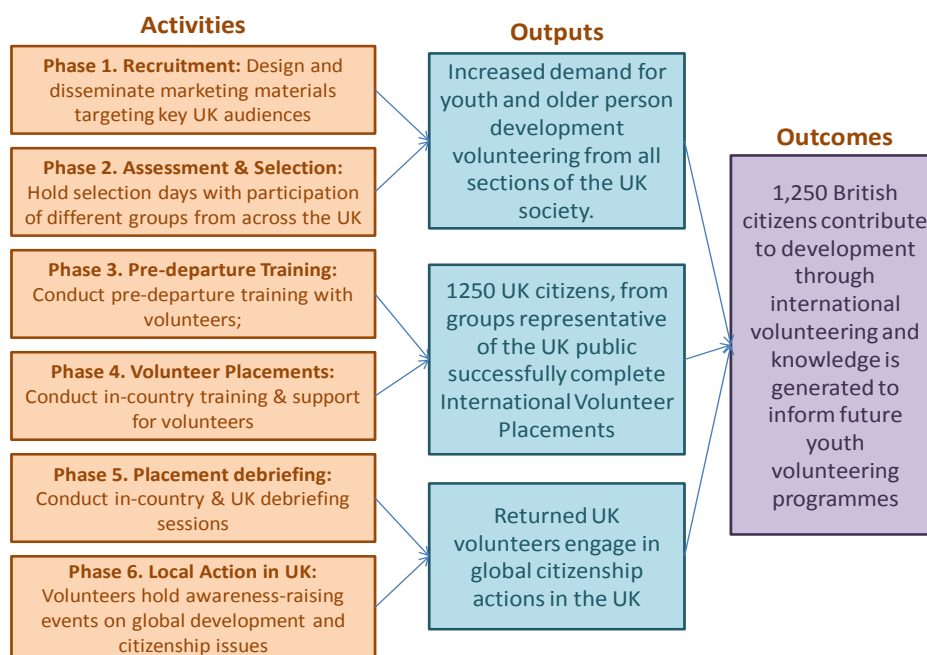 Activities
Phase 1. Recruitment: Design and
disseminate marketing materials
targeting key UK audiences
Phase 2. Assessment & Selection:
Hold selection days with participation
of different groups from across the UK
Phase 3. Pre-departure Training:
Conduct pre-departure training with
volunteers;
Phase 4. Volunteer Placements:
Conduct in-country training & support
for volunteers
Phase 5. Placement debriefing:
Conduct in-country & UK debriefing
sessions
Phase 6. Local Action in UK:
Volunteers hold awareness-raising
events on global development and
citizenship issues
Outputs
Increased demand for
youth and older person
development
volunteering from all
sections of the UK
society.
1250 UK citizens, from
groups representative
of the UK public
successfully complete
International Volunteer
Placements
Returned UK
volunteers engage in
global citizenship
actions in the UK
Outcomes
1,250 British
citizens contribute
to development
through
international
volunteering and
knowledge is
generated to
inform future
youth
volunteering
programmes